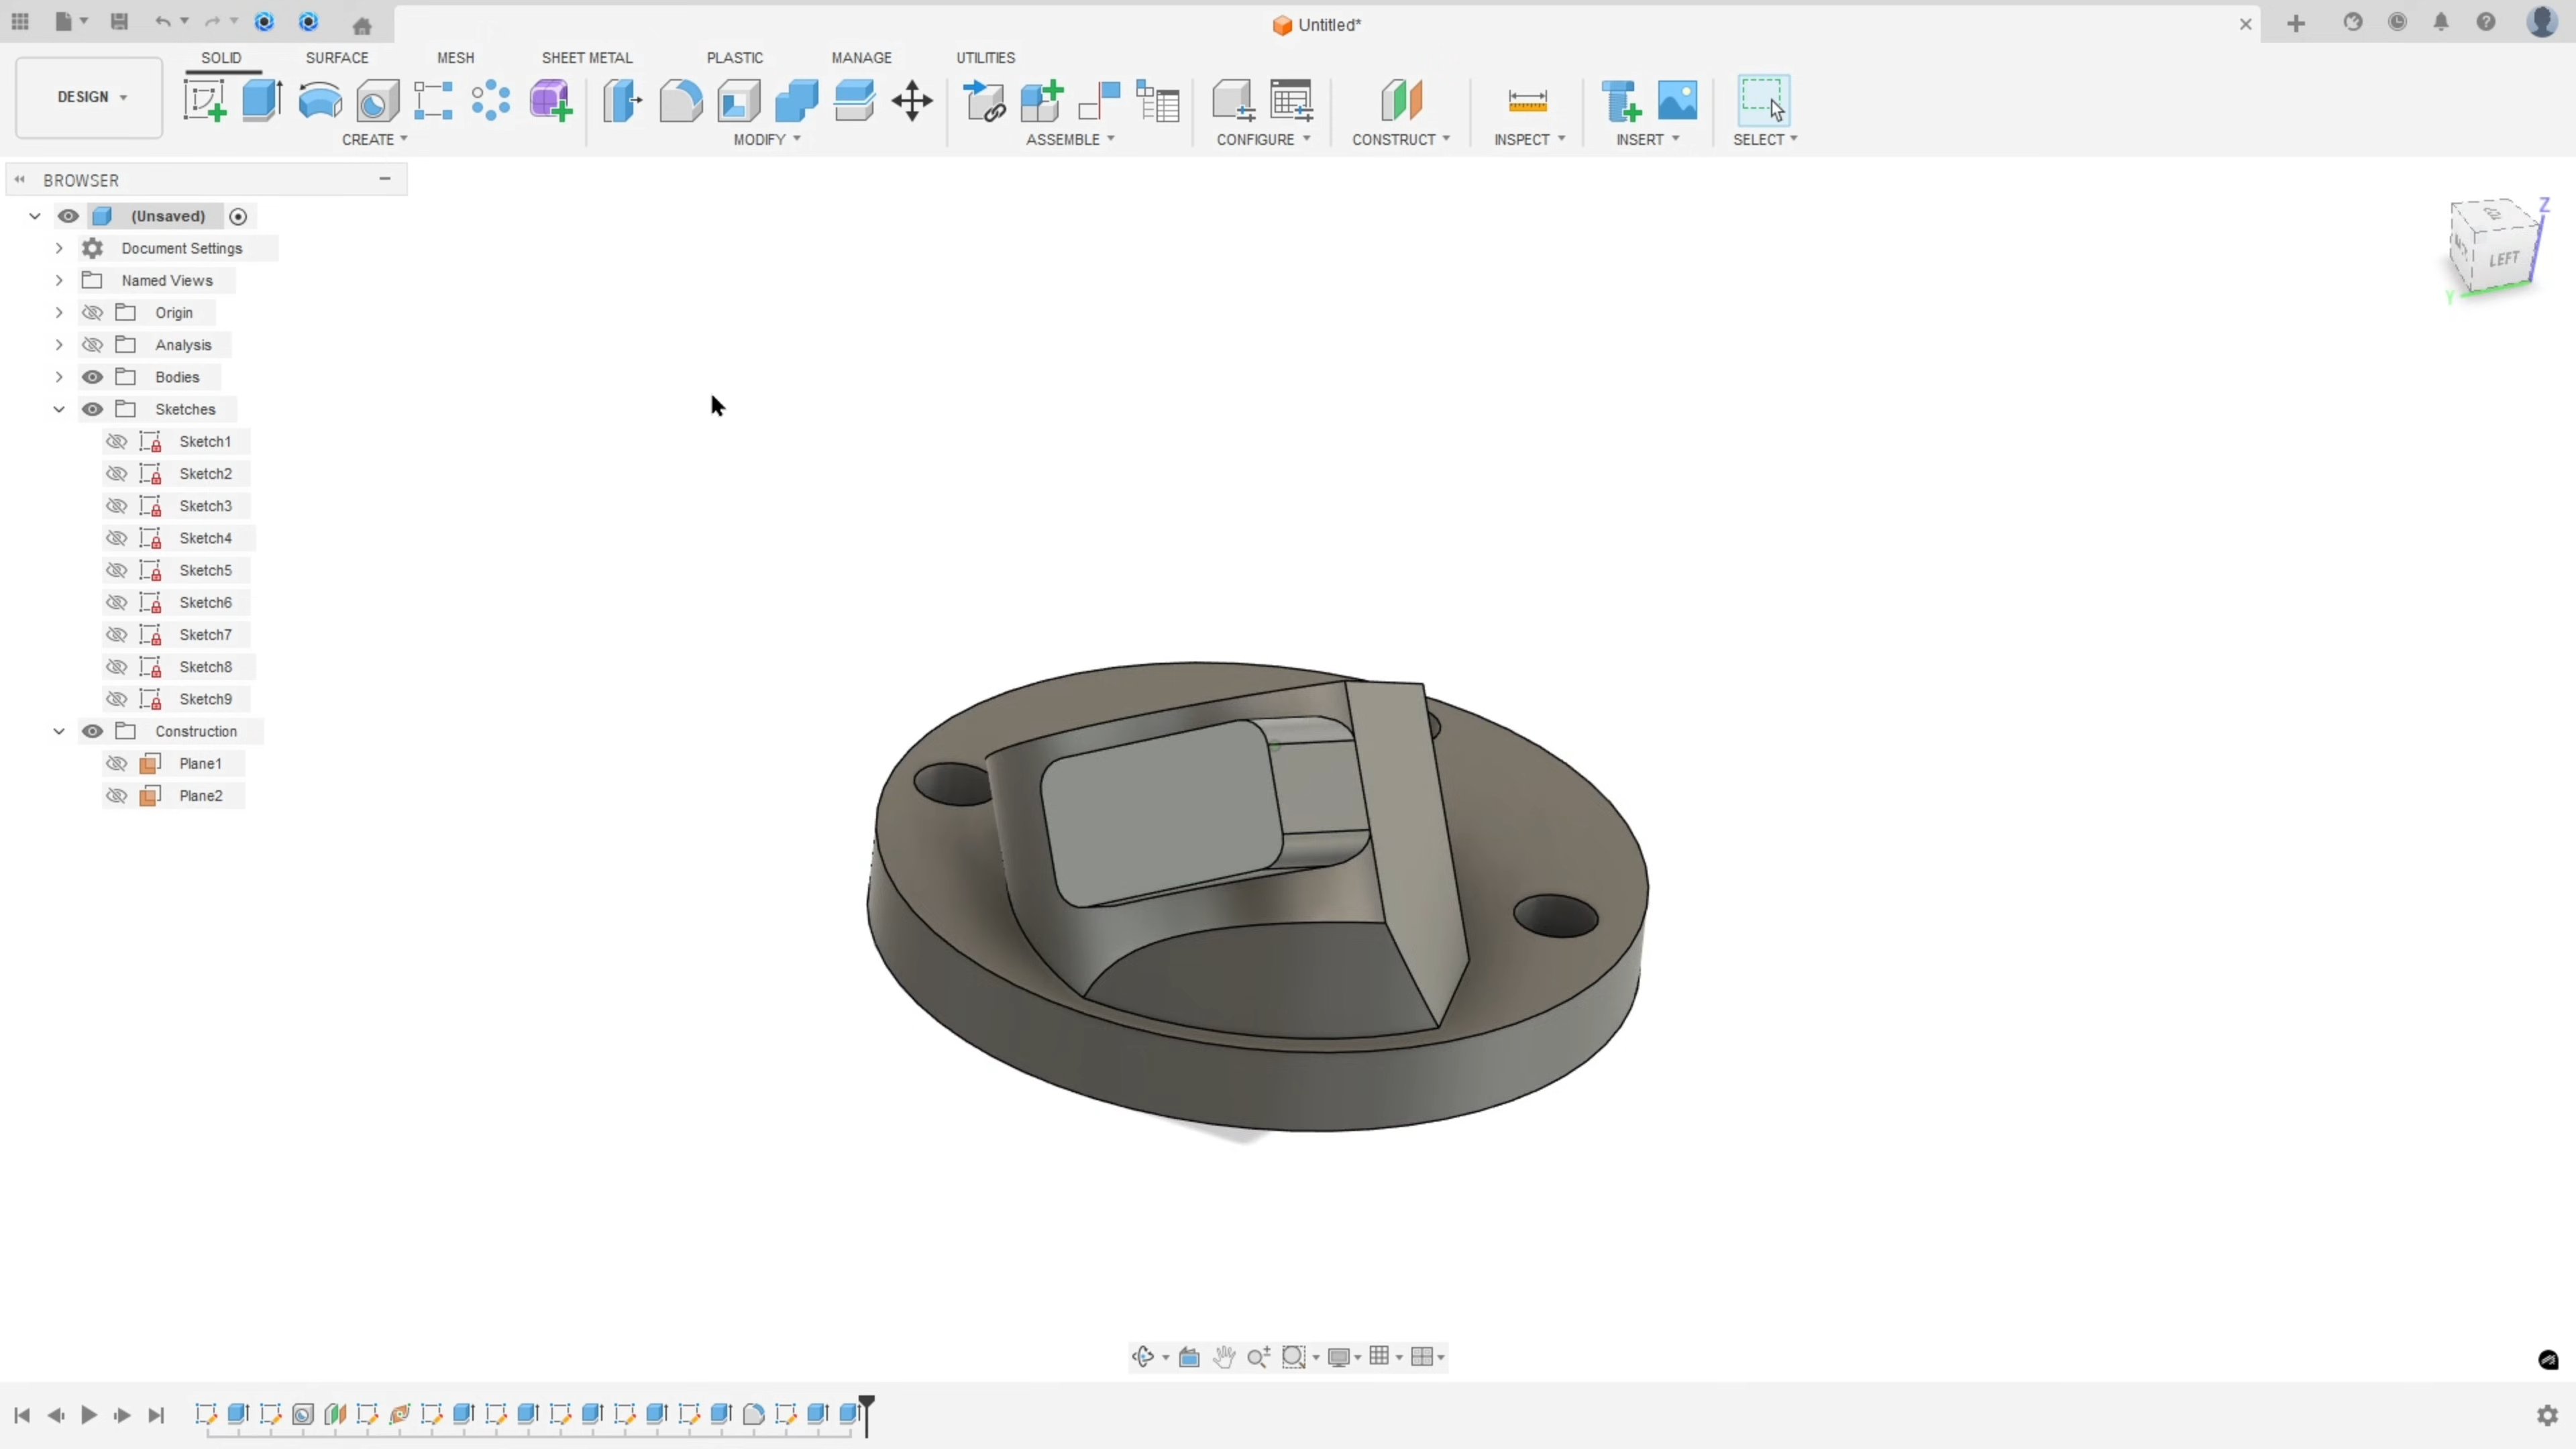 Untitled*
SOLID SURFACE MESH SHEET METAL PLASTIC MANAGE UTILITIES
DESIGN
CREATE MODIFY ASSEMBLE CONFIGURE CONSTRUCT INSPECT INSERT SELECT
BROWSER
(Unsaved)
Document Settings
Named Views
Origin
Analysis
Bodies
Sketches
Sketch1
Sketch2
Sketch3
Sketch4
Sketch5
Sketch6
Sketch7
Sketch8
Sketch9
Construction
Plane1
Plane2
Z
LEFT
Y